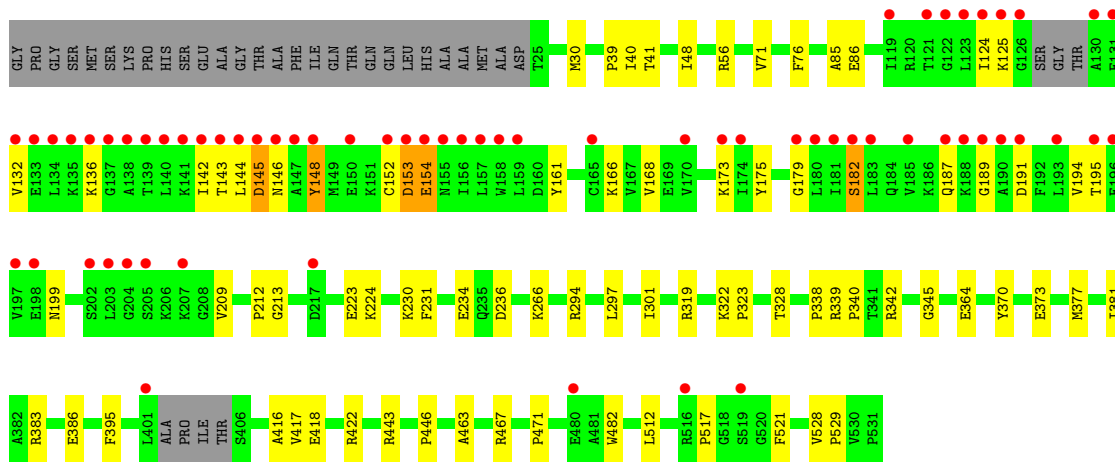 GLY PRO GLY SER MET SER SER LYS PRO HIS SER GLU ALA GLY THR ALA PHE ILE GLN THR GLN GLN LEU HIS ALA ALA MET ALA ASP T25 M30 P39 I40 T41 I48 R56 V71 F76 A85 E86 I119 R120 T121 G122 L123 I124 K125 G126 SER GLY THR A130 E131
V132 E133 L134 K135 K136 G137 A138 T139 L140 K141 I142 T143 L144 D145 N146 A147 Y148 M149 E150 K151 C152 D153 E154 N155 I156 L157 W158 L159 D160 Y161 C165 K166 V167 V168 E169 V170 K173 I174 Y175 G179 L180 I181 S182 L183 Q184 V185 K186 Q187 K188 G189 A190 D191 F192 L193 V194 T195 E196
V197 E198 N199 S202 L203 G204 S205 K206 K207 G208 V209 P212 G213 D217 E223 K224 K230 F231 E234 Q235 D236 K266 R294 L297 I301 R319 K322 P323 T328 P338 R339 P340 T341 R342 G345 E364 Y370 E373 M377 I381
A382 R383 E386 F395 L401 ALA PRO ILE THR S406 A416 V417 E418 R422 R443 P446 A463 R467 P471 E480 A481 W482 L512 R516 P517 G518 S519 G520 F521 V528 P529 V530 P531